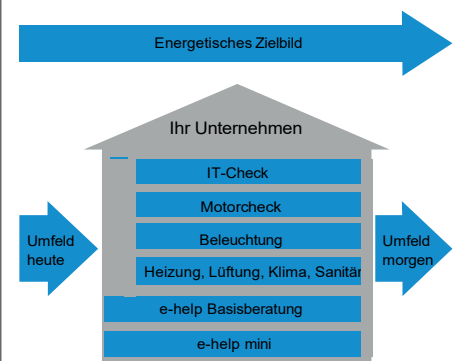 Energetisches Zielbild
Ihr Unternehmen
IT-Check
Motorcheck
Beleuchtung
Umfeld
heute
Umfeld
morgen
Heizung, Lüftung, Klima, Sanitär
e-help Basisberatung
e-help mini